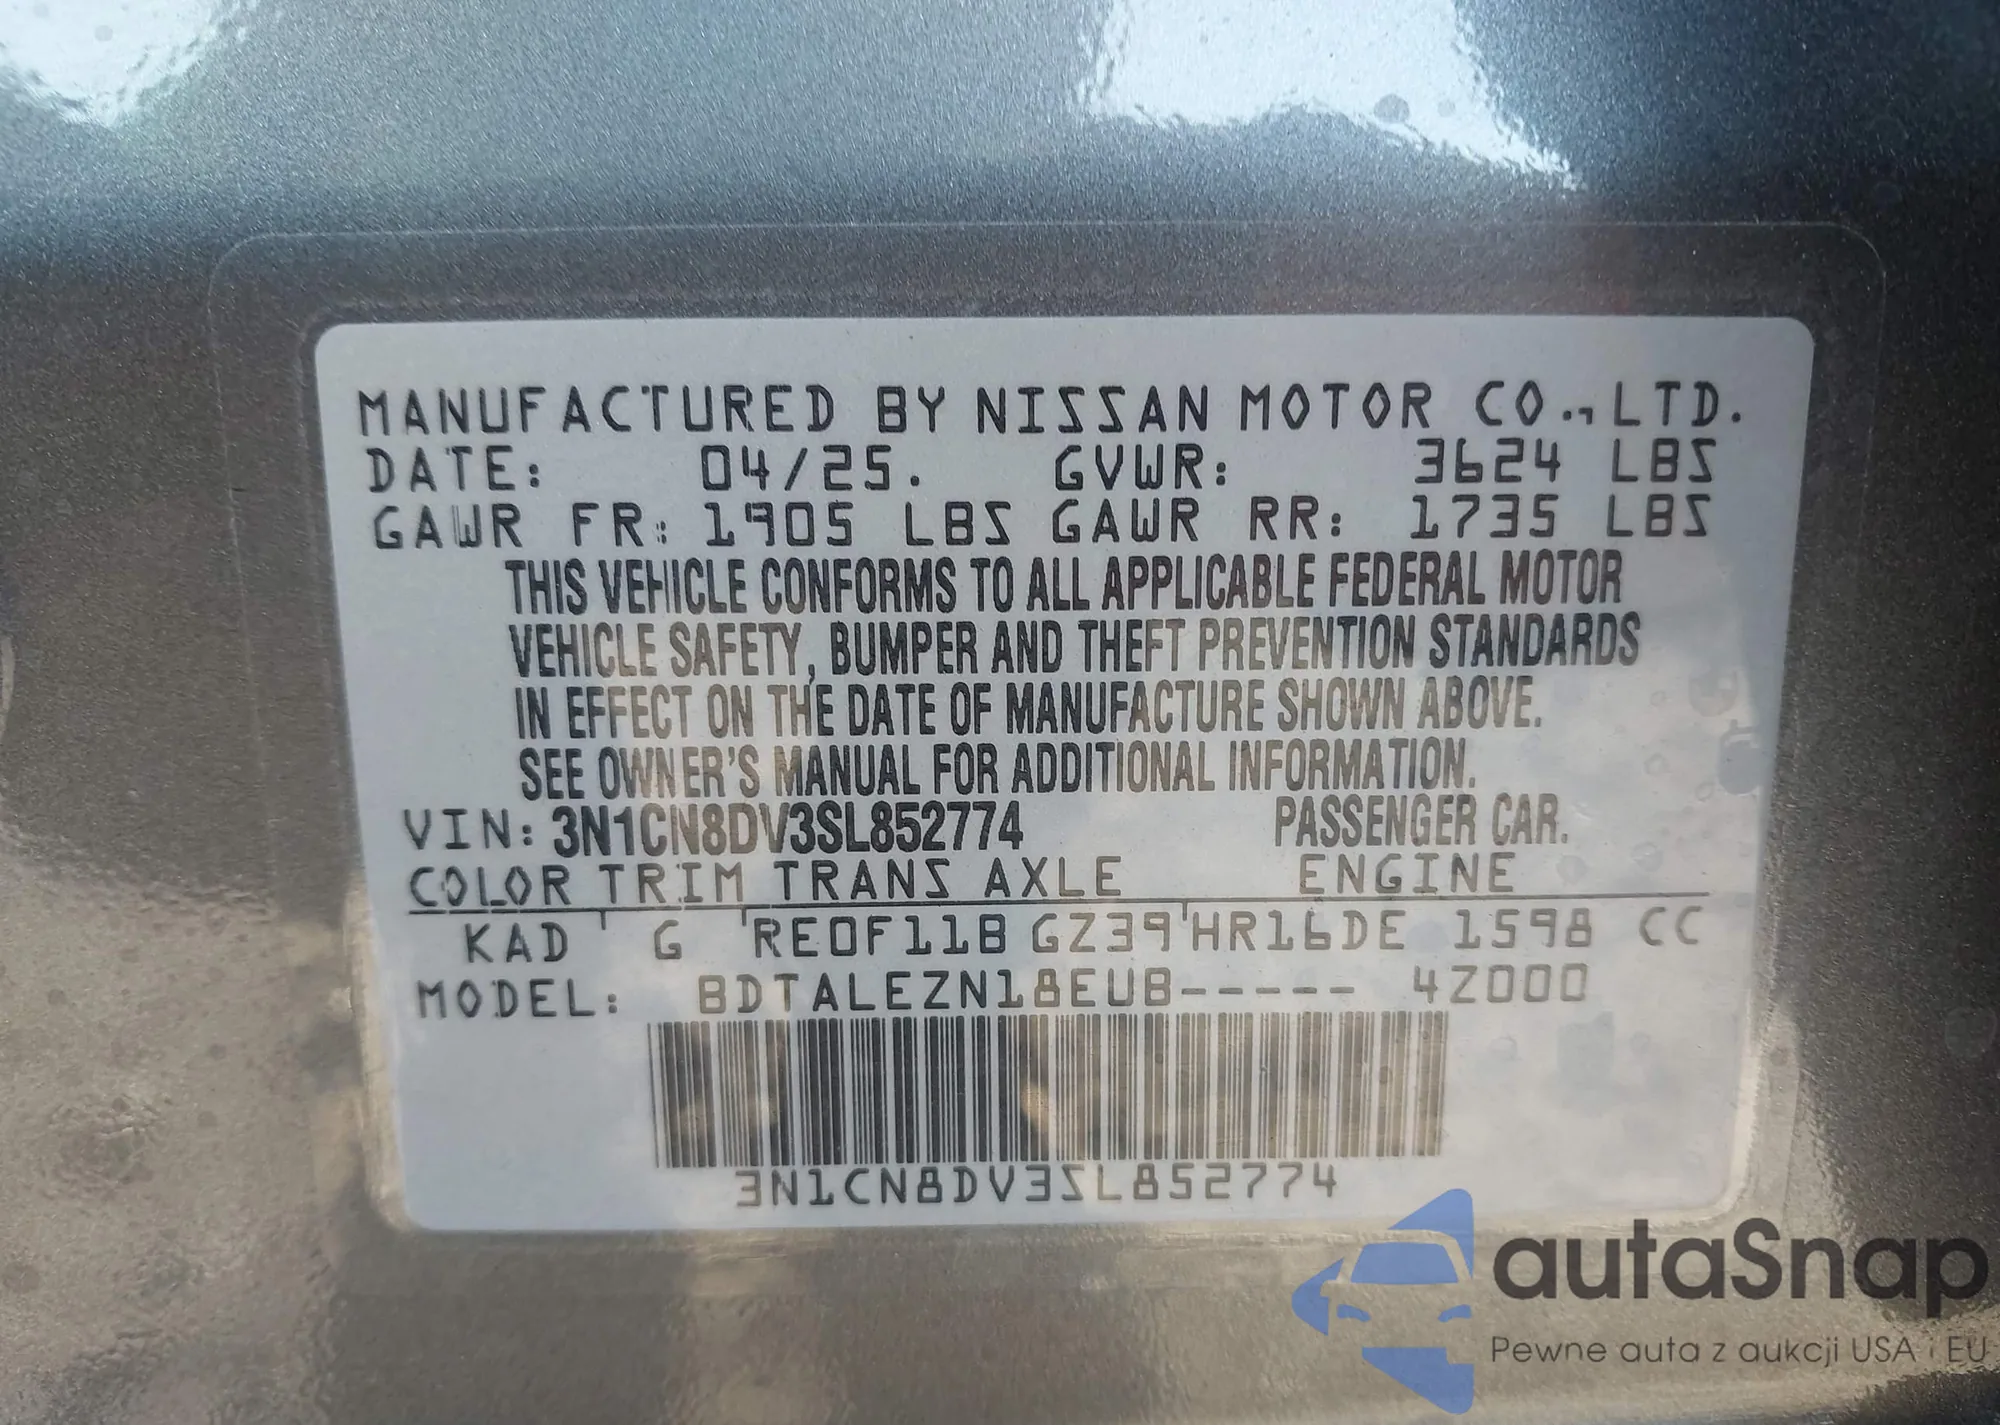 MANUFACTURED BY NISSAN MOTOR CO., LTD.
DATE: 04/25. GVWR: 3624 LBS
GAWR FR: 1905 LBS GAWR RR: 1735 LBS
THIS VEHICLE CONFORMS TO ALL APPLICABLE FEDERAL MOTOR
VEHICLE SAFETY, BUMPER AND THEFT PREVENTION STANDARDS
IN EFFECT ON THE DATE OF MANUFACTURE SHOWN ABOVE.
SEE OWNER'S MANUAL FOR ADDITIONAL INFORMATION.
VIN: 3N1CN8DV3SL852774 PASSENGER CAR.
COLOR TRIM TRANS AXLE ENGINE
KAD G RE0F11B GZ39 HR16DE 1598 CC
MODEL: BDTALEZN18EUB----- 4Z000
3N1CN8DV3SL852774
autaSnap
Pewne auta z aukcji USA i EU